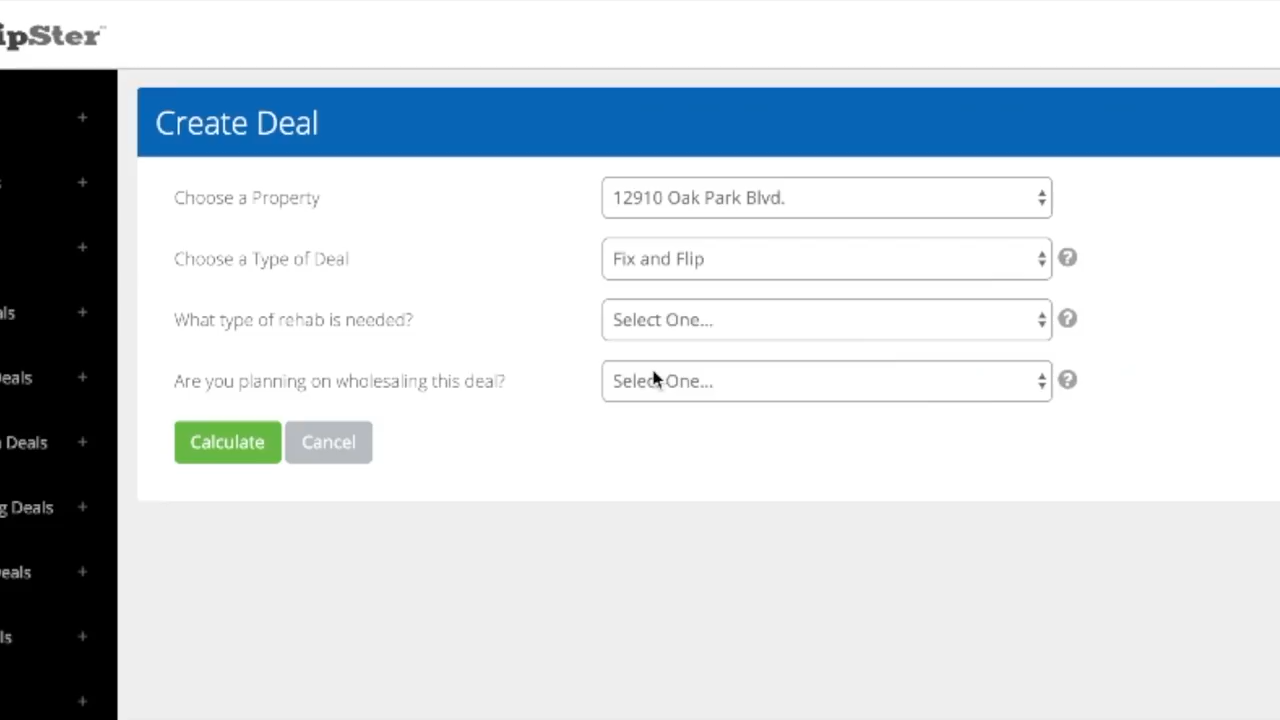 ipSter
Create Deal
Choose a Property
12910 Oak Park Blvd.
Choose a Type of Deal
Fix and Flip
What type of rehab is needed?
Select One...
Are you planning on wholesaling this deal?
Select One...
Calculate
Cancel
s
als
Deals
n Deals
g Deals
Deals
ls